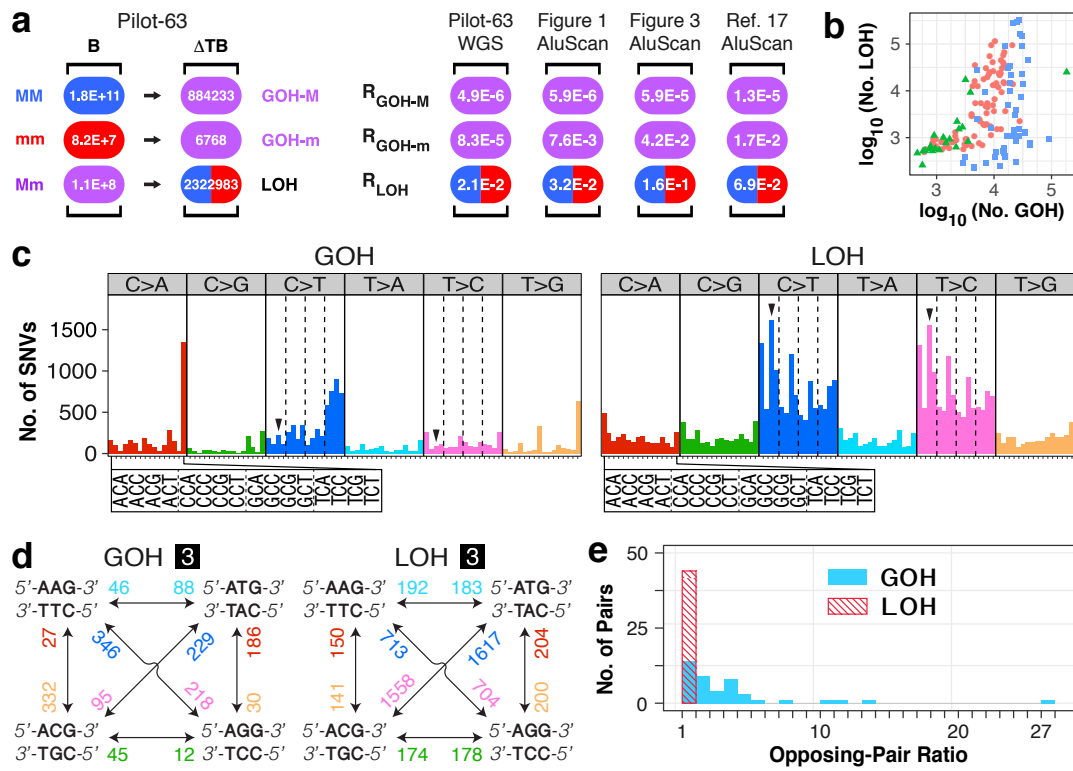 a
Pilot-63
B ΔTB
MM 1.8E+11 884233 GOH-M
mm 8.2E+7 6768 GOH-m
Mm 1.1E+8 2322983 LOH
Pilot-63 WGS Figure 1 AluScan Figure 3 AluScan Ref. 17 AluScan
R GOH-M 4.9E-6 5.9E-6 5.9E-5 1.3E-5
R GOH-m 8.3E-5 7.6E-3 4.2E-2 1.7E-2
R LOH 2.1E-2 3.2E-2 1.6E-1 6.9E-2
b
log10 (No. LOH)
5
4
3
3 4 5
log10 (No. GOH)
c
GOH
C>A C>G C>T T>A T>C T>G
No. of SNVs
1500
1000
500
0
ACA ACC ACG ACT CCA CCC CCG CCT GCA GCC GCG GCT TCA TCC TCG TCT
LOH
C>A C>G C>T T>A T>C T>G
ACA ACC ACG ACT CCA CCC CCG CCT GCA GCC GCG GCT TCA TCC TCG TCT
d
GOH 3
5'-AAG-3' 46 88 5'-ATG-3'
3'-TTC-5' 3'-TAC-5'
27 346 229 186
332 95 218 30
5'-ACG-3' 5'-AGG-3'
3'-TGC-5' 45 12 3'-TCC-5'
LOH 3
5'-AAG-3' 192 183 5'-ATG-3'
3'-TTC-5' 3'-TAC-5'
150 713 1617 204
141 1558 704 200
5'-ACG-3' 5'-AGG-3'
3'-TGC-5' 174 178 3'-TCC-5'
e
No. of Pairs
50
25
0
GOH
LOH
1 10 20 27
Opposing-Pair Ratio